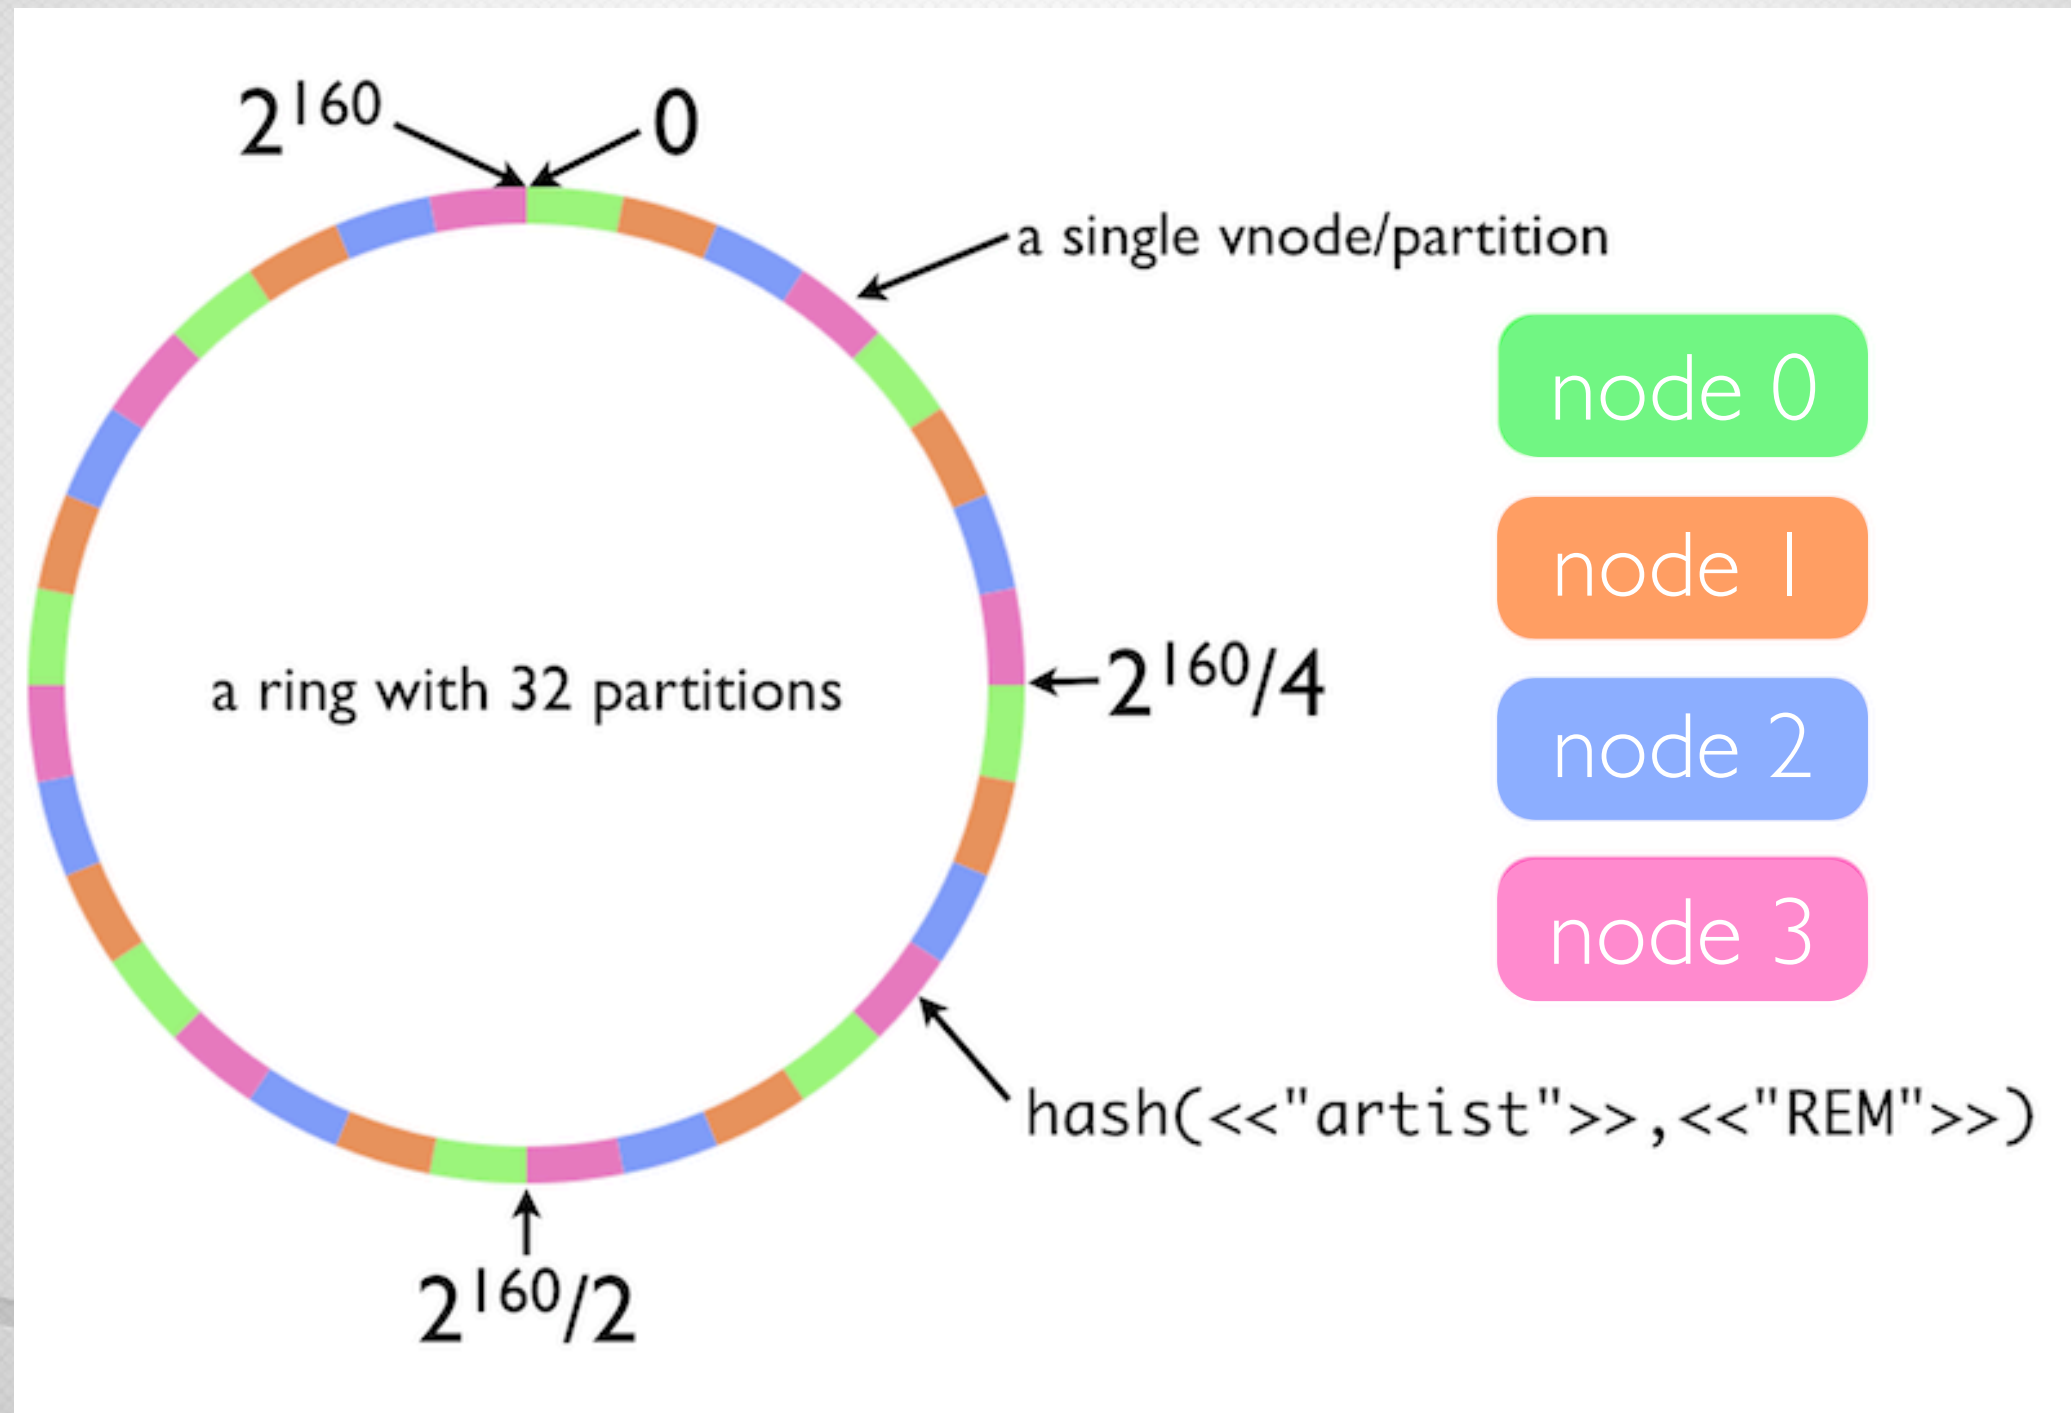 2¹⁶⁰
0
a single vnode/partition
node 0
node 1
a ring with 32 partitions
2¹⁶⁰/4
node 2
node 3
hash(<<"artist">>,<<"REM">>)
2¹⁶⁰/2